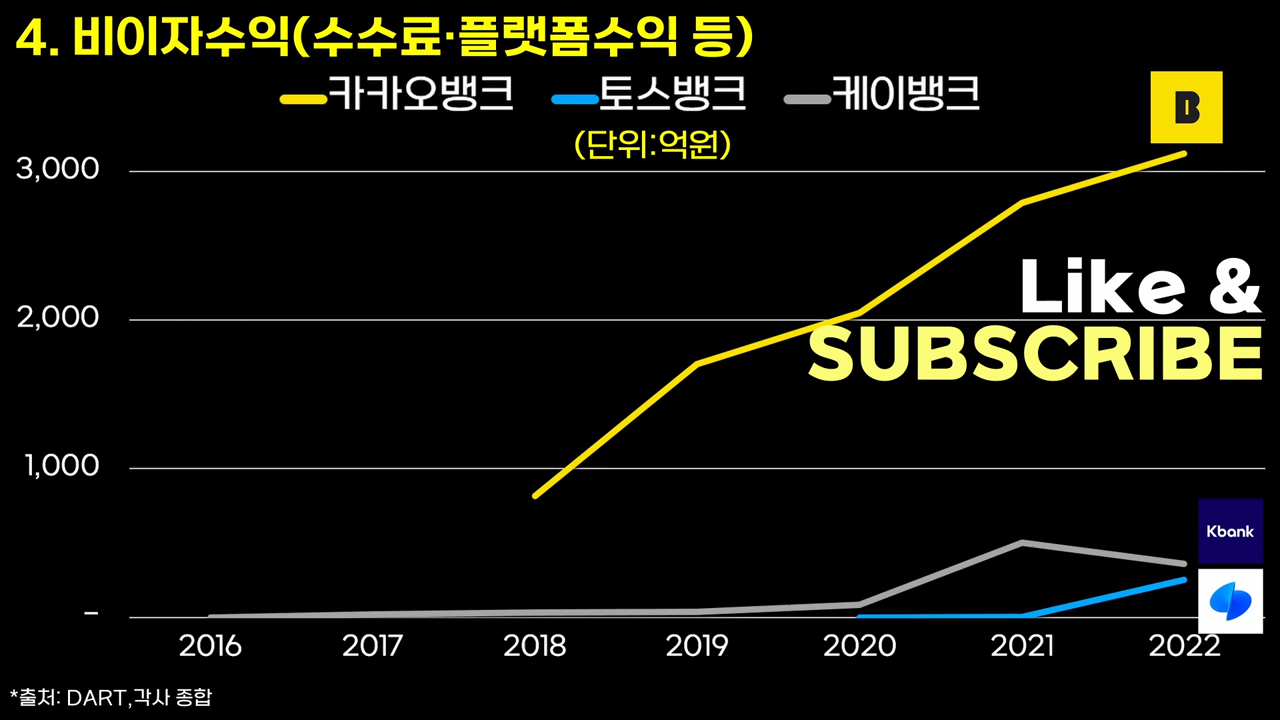 4. 비이자수익(수수료·플랫폼수익 등)
카카오뱅크 토스뱅크 케이뱅크
B
(단위:억원)
3,000
Like &
2,000
SUBSCRIBE
1,000
Kbank
–
2016 2017 2018 2019 2020 2021 2022
*출처: DART,각사 종합